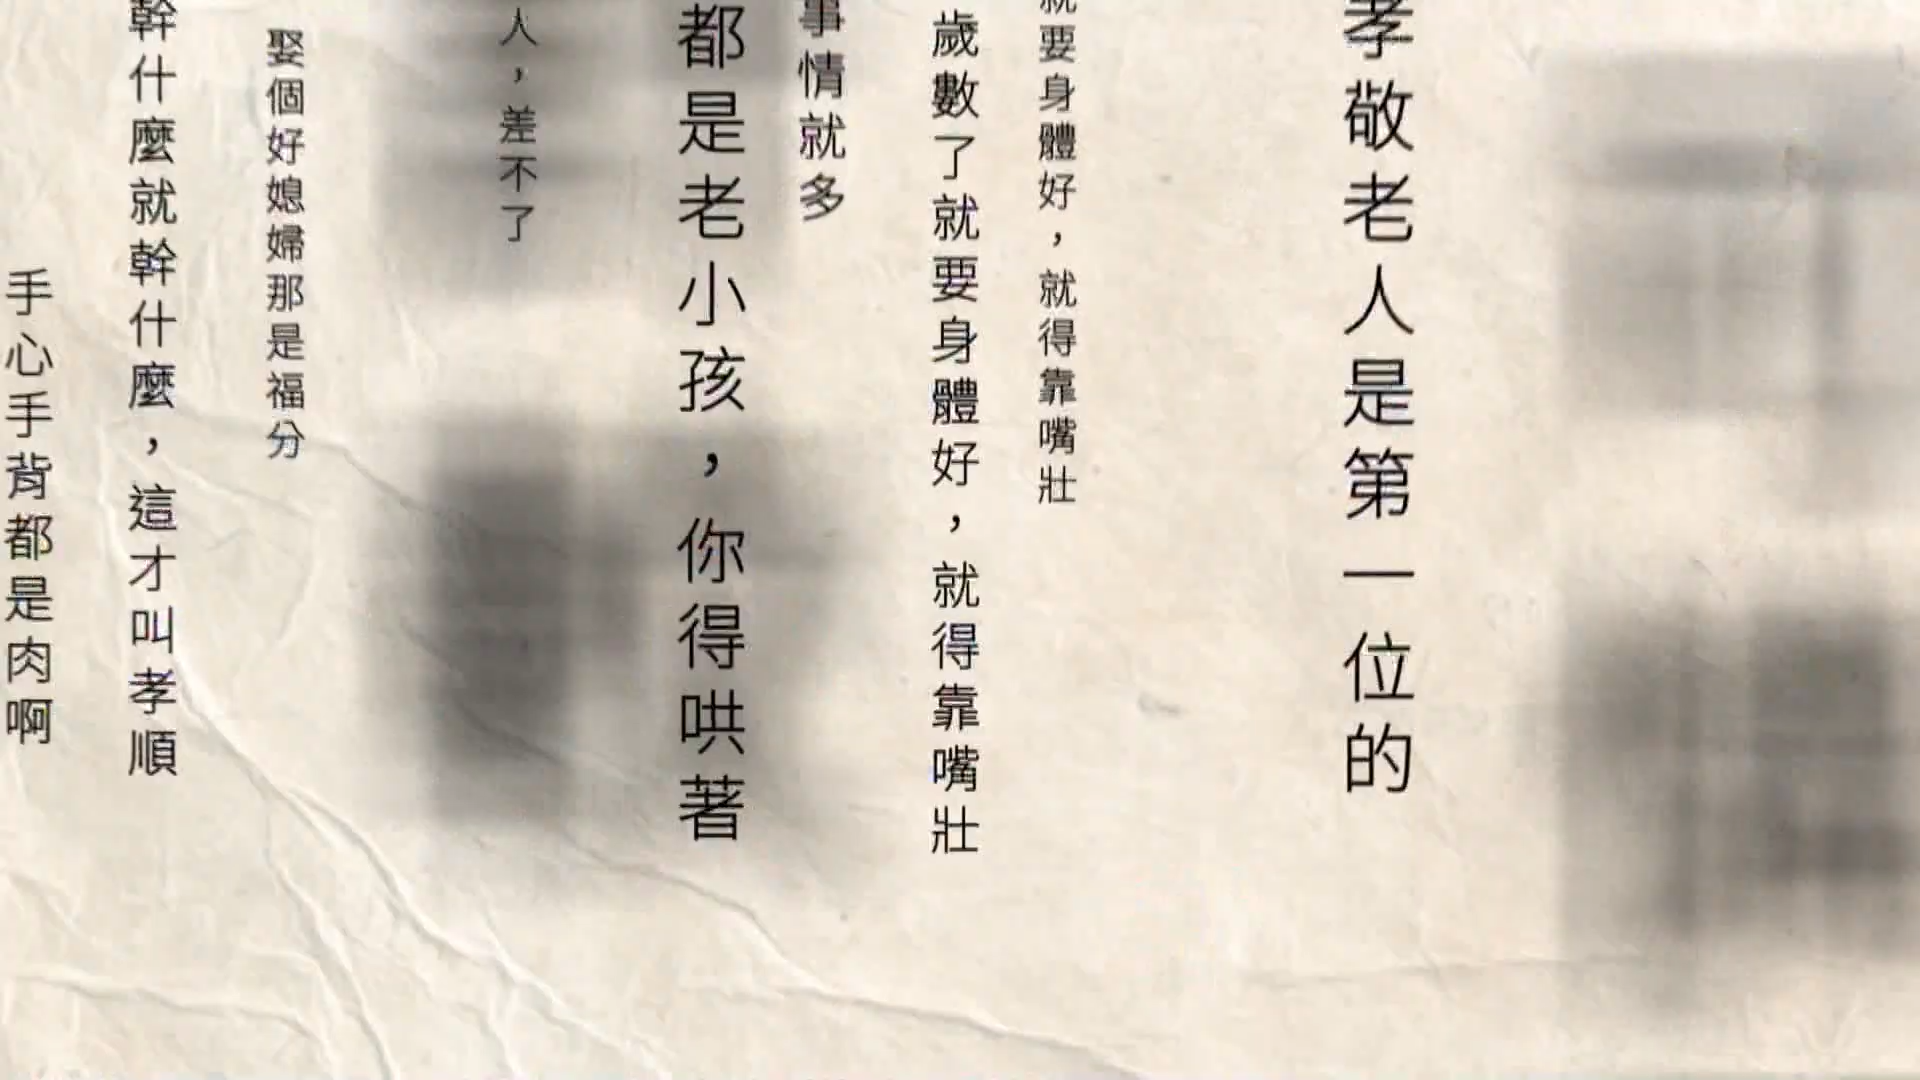 孝敬老人是第一位的
就要身體好，就得靠嘴壯
歲數了就要身體好，就得靠嘴壯
事情就多
都是老小孩，你得哄著
人，差不了
娶個好媳婦那是福分
幹什麼就幹什麼，這才叫孝順
手心手背都是肉啊